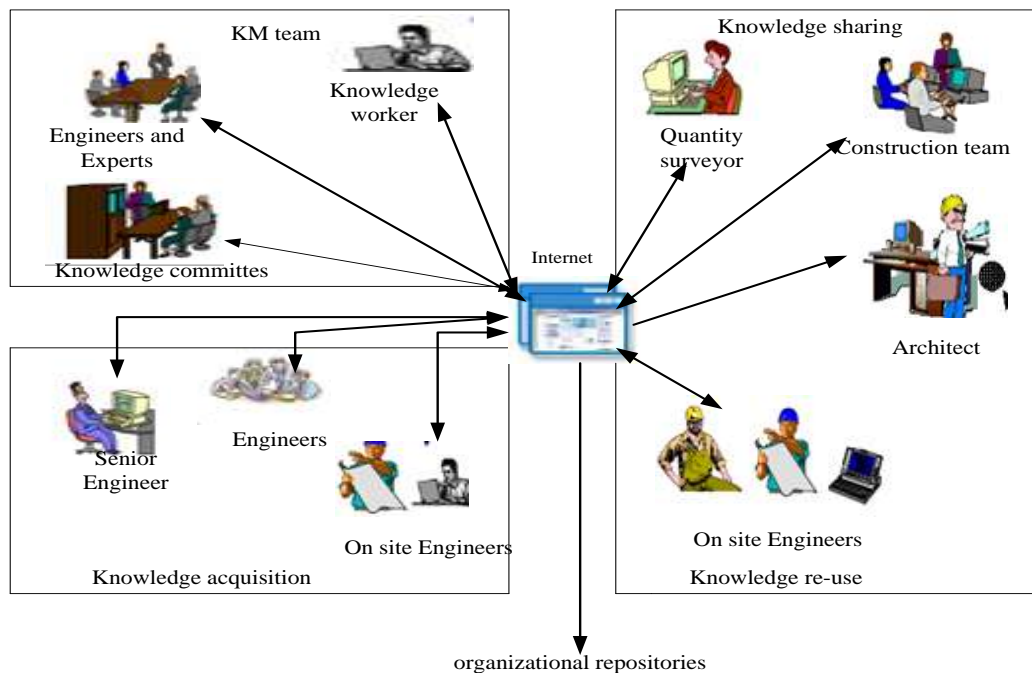 KM team
Knowledge
worker
Engineers and
Experts
Knowledge committes
Knowledge sharing
Quantity
surveyor
Construction team
Architect
Internet
Senior
Engineer
Engineers
On site Engineers
Knowledge acquisition
On site Engineers
Knowledge re-use
organizational repositories